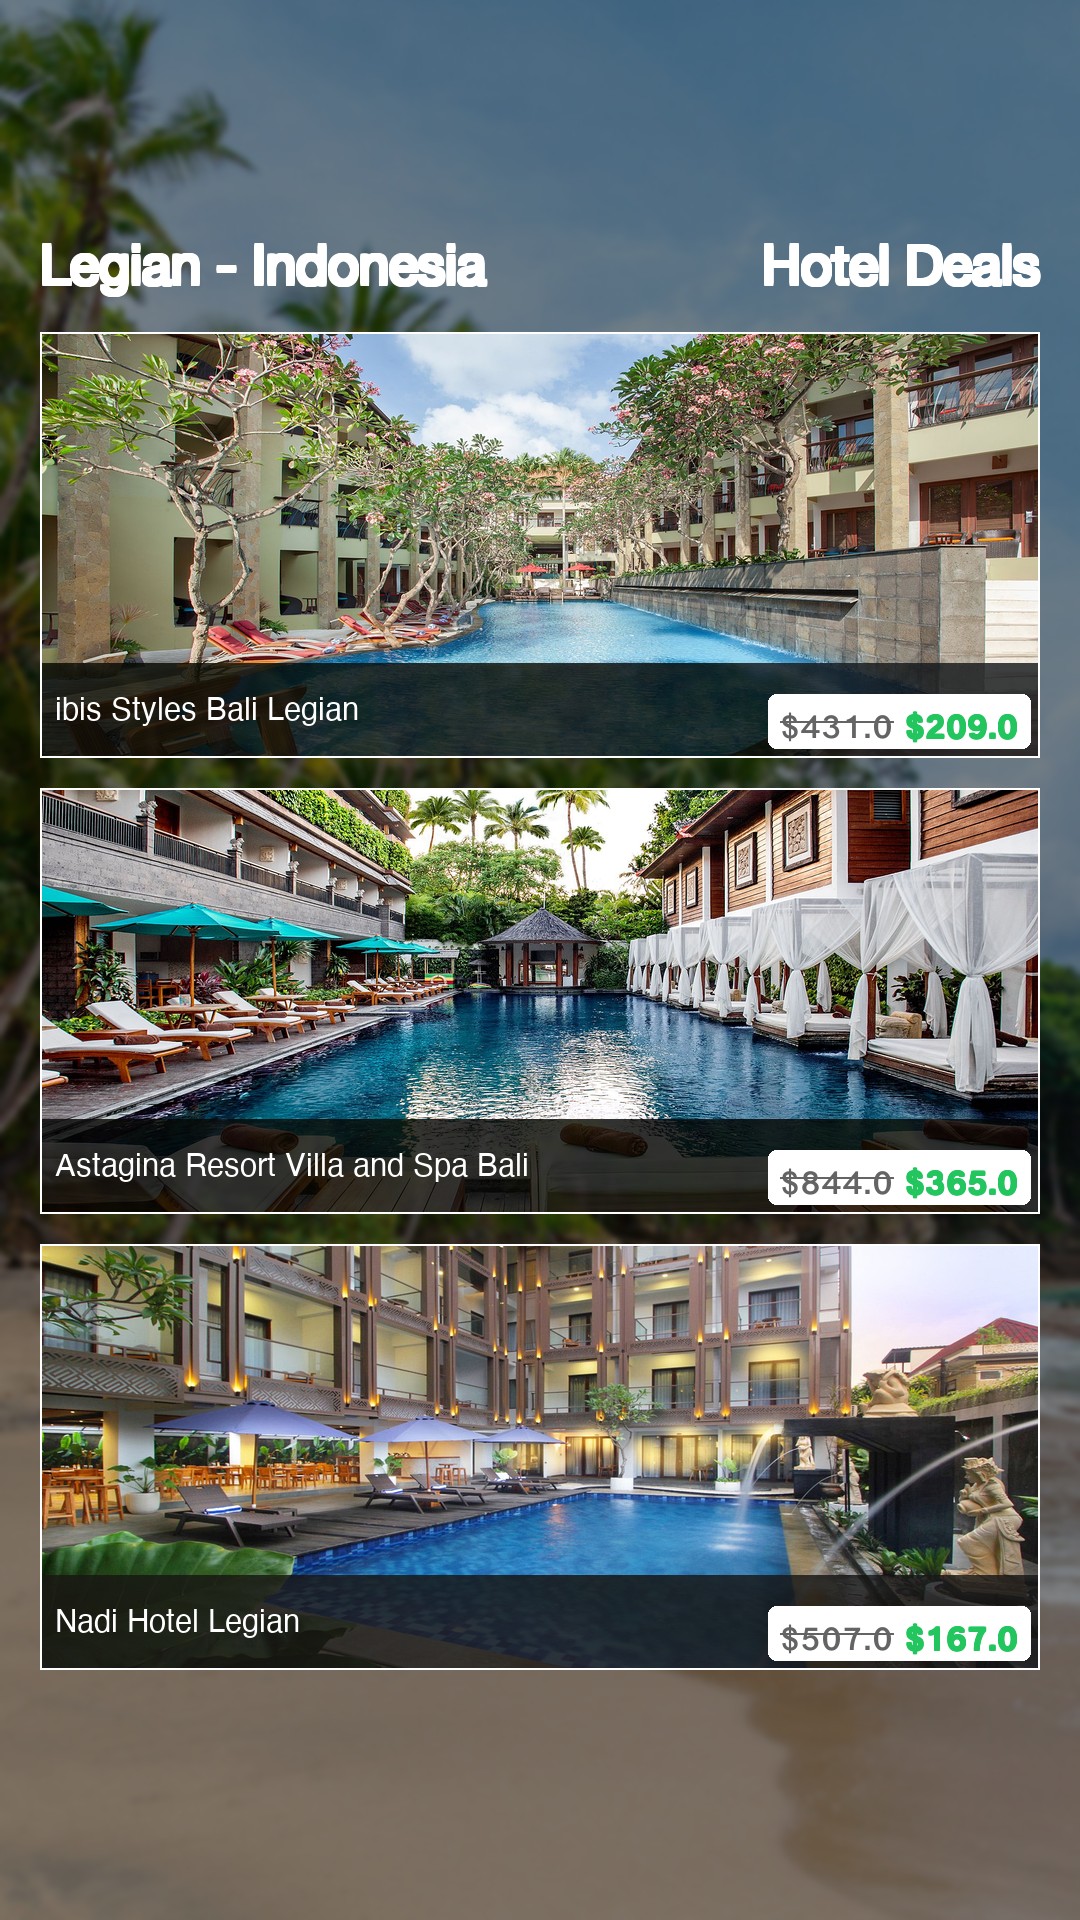 Legian - Indonesia Hotel Deals
ibis Styles Bali Legian
$431.0 $209.0
Astagina Resort Villa and Spa Bali
$844.0 $365.0
Nadi Hotel Legian
$507.0 $167.0